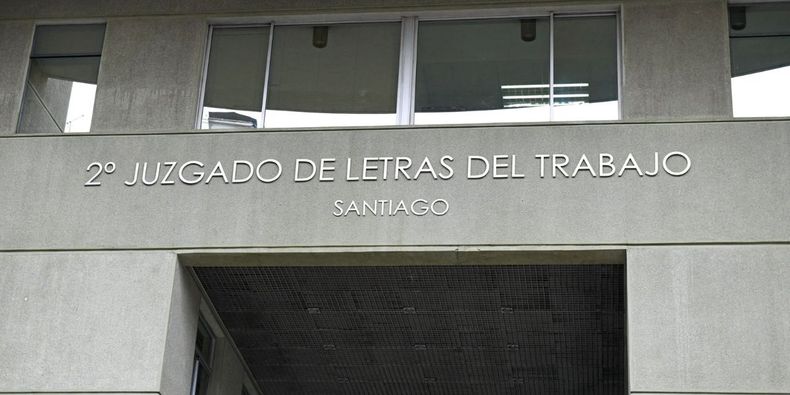 2º JUZGADO DE LETRAS DEL TRABAJO
SANTIAGO